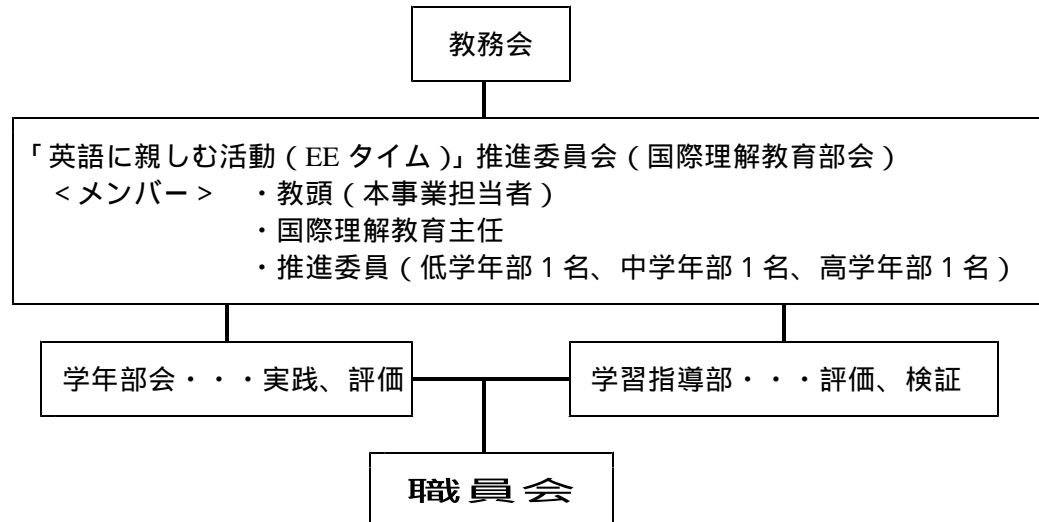 教務会
「英語に親しむ活動(EEタイム)」推進委員会(国際理解教育部会)
<メンバー> ・教頭(本事業担当者)
・国際理解教育主任
・推進委員(低学年部1名、中学年部1名、高学年部1名)
学年部会・・・実践、評価
学習指導部・・・評価、検証
職員会